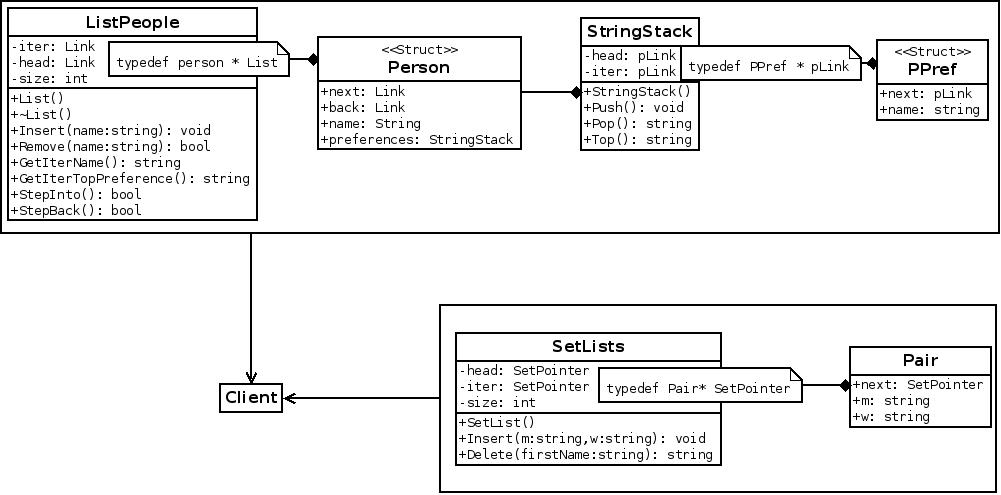 ListPeople
-iter: Link
-head: Link
-size: int
typedef person * List
+List()
+~List()
+Insert(name:string): void
+Remove(name:string): bool
+GetIterName(): string
+GetIterTopPreference(): string
+StepInto(): bool
+StepBack(): bool
<<Struct>>
Person
+next: Link
+back: Link
+name: String
+preferences: StringStack
StringStack
-head: pLink
-iter: pLink
typedef PPref * pLink
+StringStack()
+Push(): void
+Pop(): string
+Top(): string
<<Struct>>
PPref
+next: pLink
+name: string
Client
SetLists
-head: SetPointer
-iter: SetPointer
-size: int
typedef Pair* SetPointer
+SetList()
+Insert(m:string,w:string): void
+Delete(firstName:string): string
Pair
+next: SetPointer
+m: string
+w: string